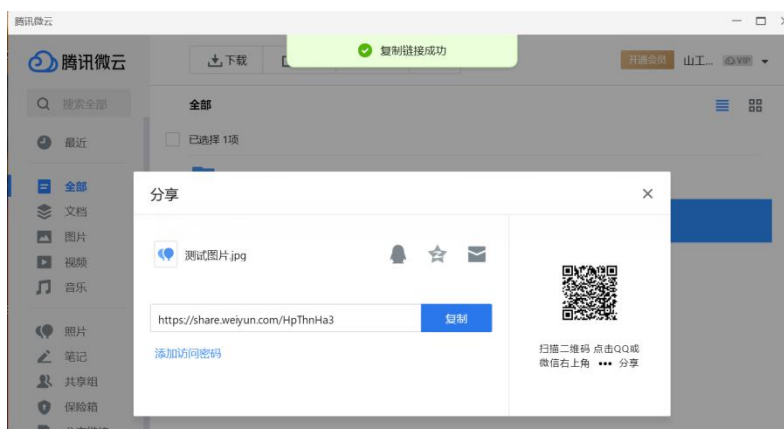 腾讯微云
复制链接成功
腾讯微云
下载
开通会员
山工...
VIP
搜索全部
全部
最近
已选择 1项
全部
文档
图片
视频
音乐
照片
笔记
共享组
保险箱
分享
测试图片.jpg
https://share.weiyun.com/HpThnHa3
复制
添加访问密码
扫描二维码 点击QQ或
微信右上角 ••• 分享